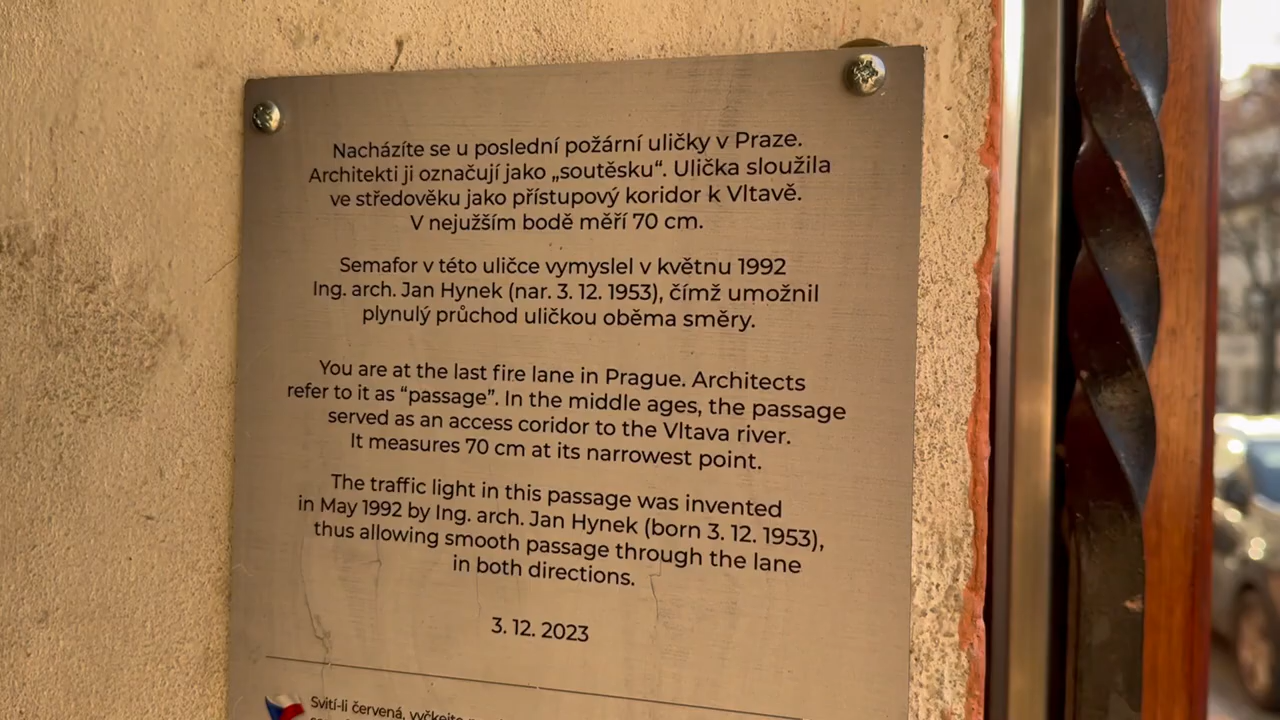 Nacházíte se u poslední požární uličky v Praze.
Architekti ji označují jako „soutěsku“. Ulička sloužila
ve středověku jako přístupový koridor k Vltavě.
V nejužším bodě měří 70 cm.
Semafor v této uličce vymyslel v květnu 1992
Ing. arch. Jan Hynek (nar. 3. 12. 1953), čímž umožnil
plynulý průchod uličkou oběma směry.
You are at the last fire lane in Prague. Architects
refer to it as “passage”. In the middle ages, the passage
served as an access coridor to the Vltava river.
It measures 70 cm at its narrowest point.
The traffic light in this passage was invented
in May 1992 by Ing. arch. Jan Hynek (born 3. 12. 1953),
thus allowing smooth passage through the lane
in both directions.
3. 12. 2023
Svítí-li červená, vyčkejte